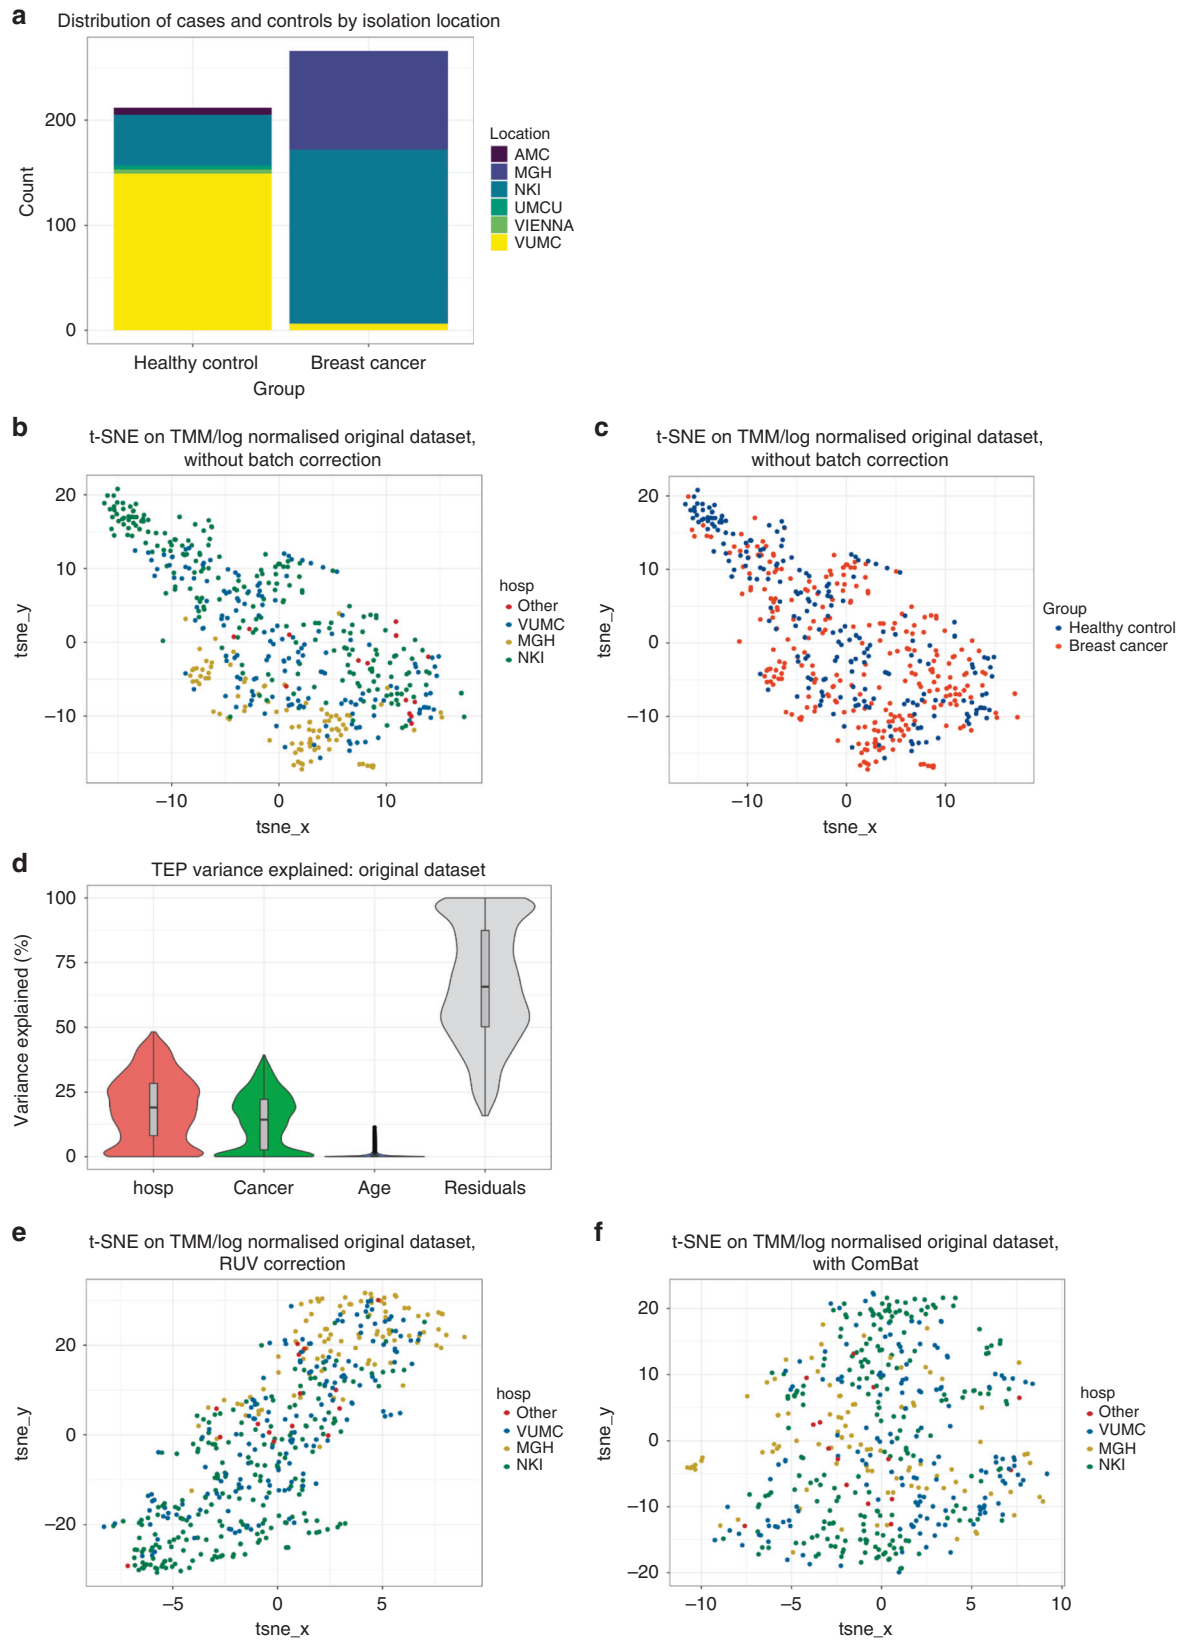 a
Distribution of cases and controls by isolation location
Count
200
100
0
Healthy control
Breast cancer
Group
Location
AMC
MGH
NKI
UMCU
VIENNA
VUMC
b
t-SNE on TMM/log normalised original dataset,
without batch correction
tsne_y
20
10
0
–10
–10
0
10
tsne_x
hosp
Other
VUMC
MGH
NKI
c
t-SNE on TMM/log normalised original dataset,
without batch correction
tsne_y
20
10
0
–10
–10
0
10
tsne_x
Group
Healthy control
Breast cancer
d
TEP variance explained: original dataset
Variance explained (%)
100
75
50
25
0
hosp
Cancer
Age
Residuals
e
t-SNE on TMM/log normalised original dataset,
RUV correction
tsne_y
20
0
–20
–5
0
5
tsne_x
hosp
Other
VUMC
MGH
NKI
f
t-SNE on TMM/log normalised original dataset,
with ComBat
tsne_y
20
10
0
–10
–20
–10
–5
0
5
10
tsne_x
hosp
Other
VUMC
MGH
NKI